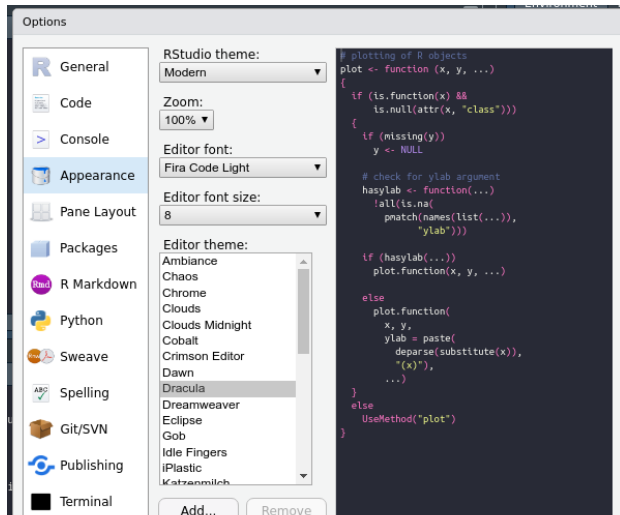 Environment
Options
General
Code
Console
Appearance
Pane Layout
Packages
Rmd R Markdown
Python
Sweave
ABC Spelling
Git/SVN
Publishing
Terminal
RStudio theme:
Modern
Zoom:
100%
Editor font:
Fira Code Light
Editor font size:
8
Editor theme:
Ambiance
Chaos
Chrome
Clouds
Clouds Midnight
Cobalt
Crimson Editor
Dawn
Dracula
Dreamweaver
Eclipse
Gob
Idle Fingers
iPlastic
Katzenmilch
Add...
Remove
# plotting of R objects
plot <- function (x, y, ...)
{
  if (is.function(x) &&
      is.null(attr(x, "class")))
  {
    if (missing(y))
      y <- NULL

    # check for ylab argument
    hasylab <- function(...)
      !all(is.na(
        pmatch(names(list(...)),
              "ylab")))

    if (hasylab(...))
      plot.function(x, y, ...)

    else
      plot.function(
        x, y,
        ylab = paste(
          deparse(substitute(x)),
          "(x)"),
        ...)
  }
  else
    UseMethod("plot")
}